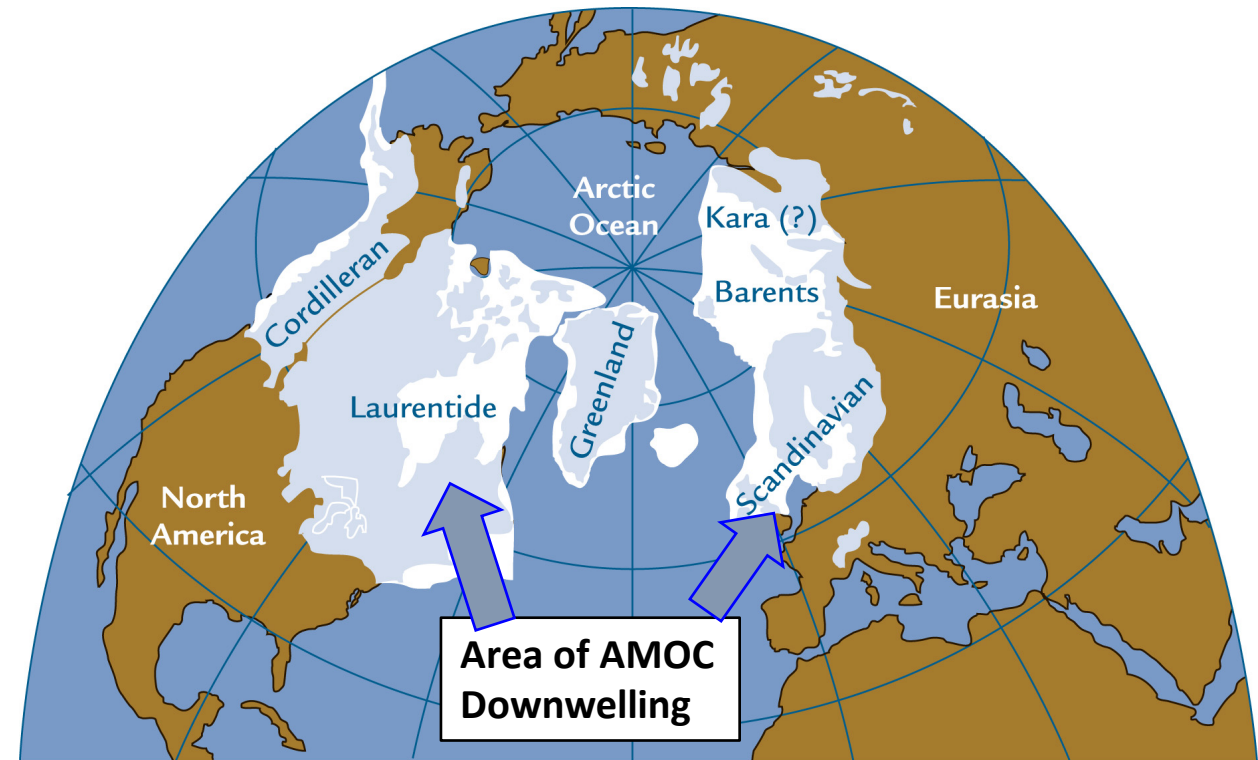 Arctic
Ocean
Kara (?)
Barents
Eurasia
Cordilleran
Greenland
Laurentide
Scandinavian
North
America
Area of AMOC
Downwelling